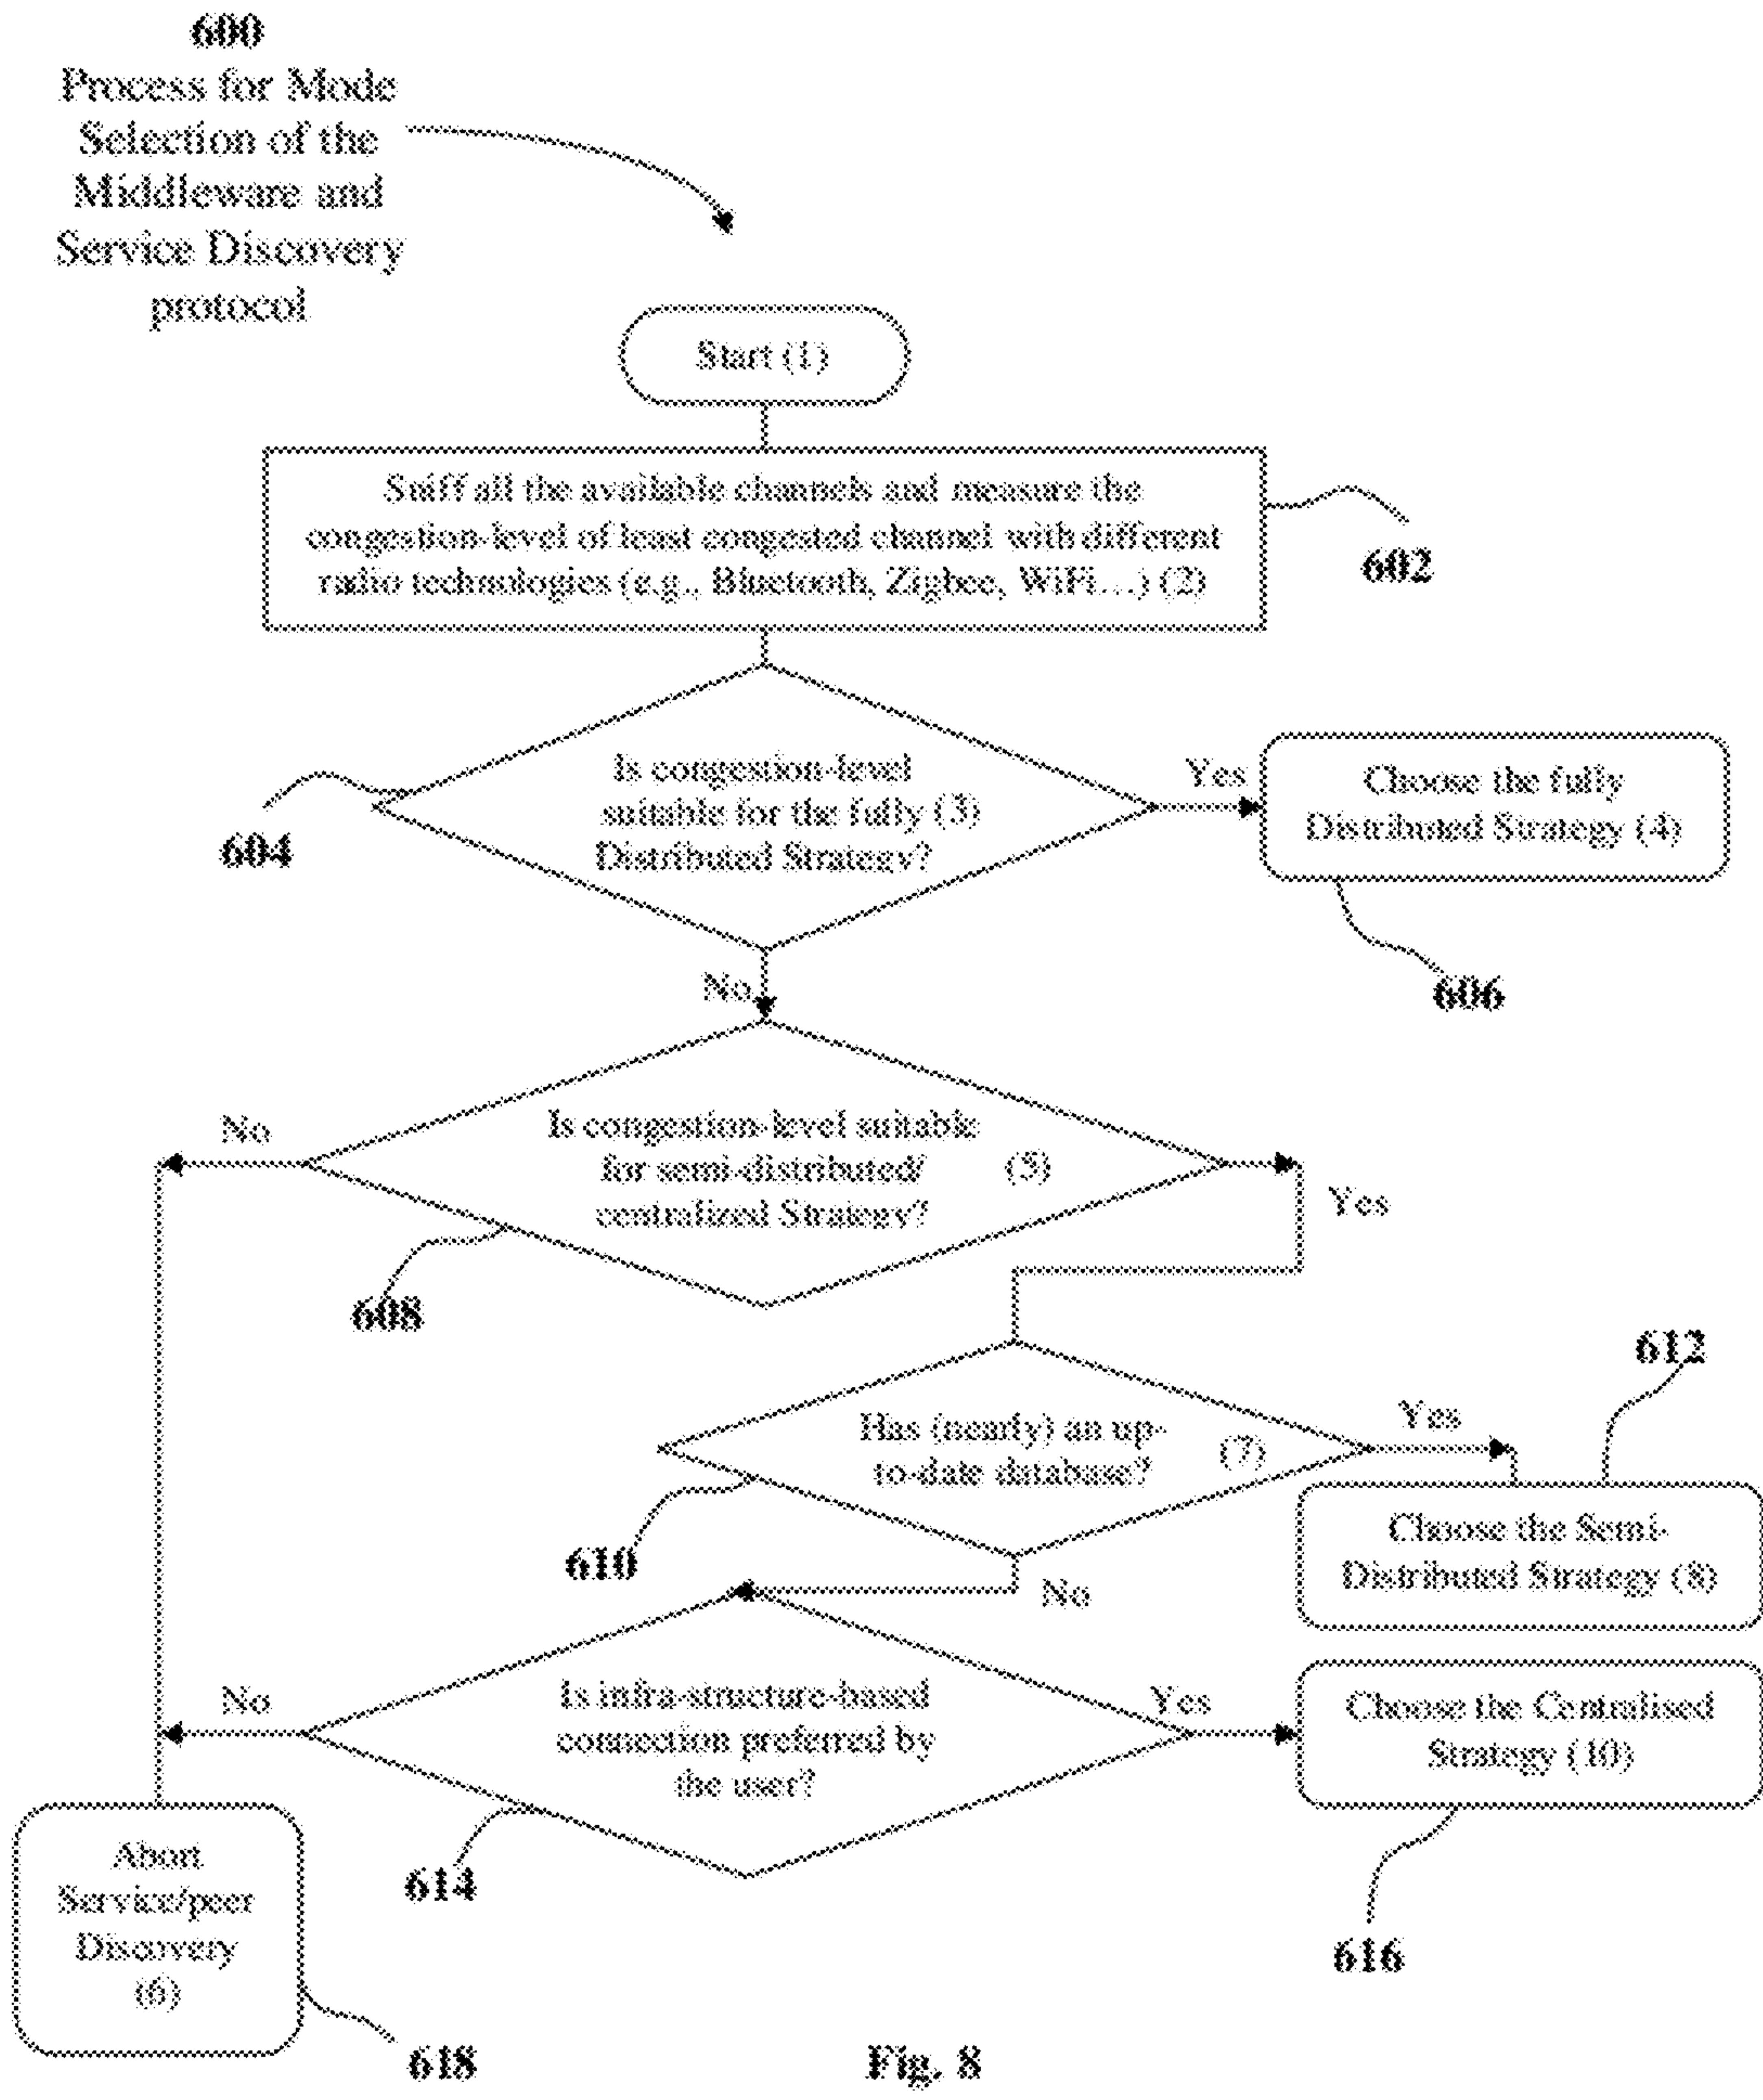 600
Process for Mode
Selection of the
Middleware and
Service Discovery
protocol
Start (1)
Sniff all the available channels and measure the
congestion-level of least congested channel with different
radio technologies (e.g., Bluetooth, Zigbee, WiFi…) (2)
602
Is congestion-level
suitable for the fully (3)
Distributed Strategy?
604
Yes
Choose the fully
Distributed Strategy (4)
606
No
Is congestion-level suitable
for semi-distributed/ (5)
centralized Strategy?
No
Yes
608
612
Has (nearly) an up-
to-date database? (7)
Yes
610
Choose the Semi-
Distributed Strategy (8)
No
Is infra-structure-based
connection preferred by
the user?
No
Yes
Choose the Centralised
Strategy (10)
614
616
Abort
Service/peer
Discovery
(6)
618
Fig. 8